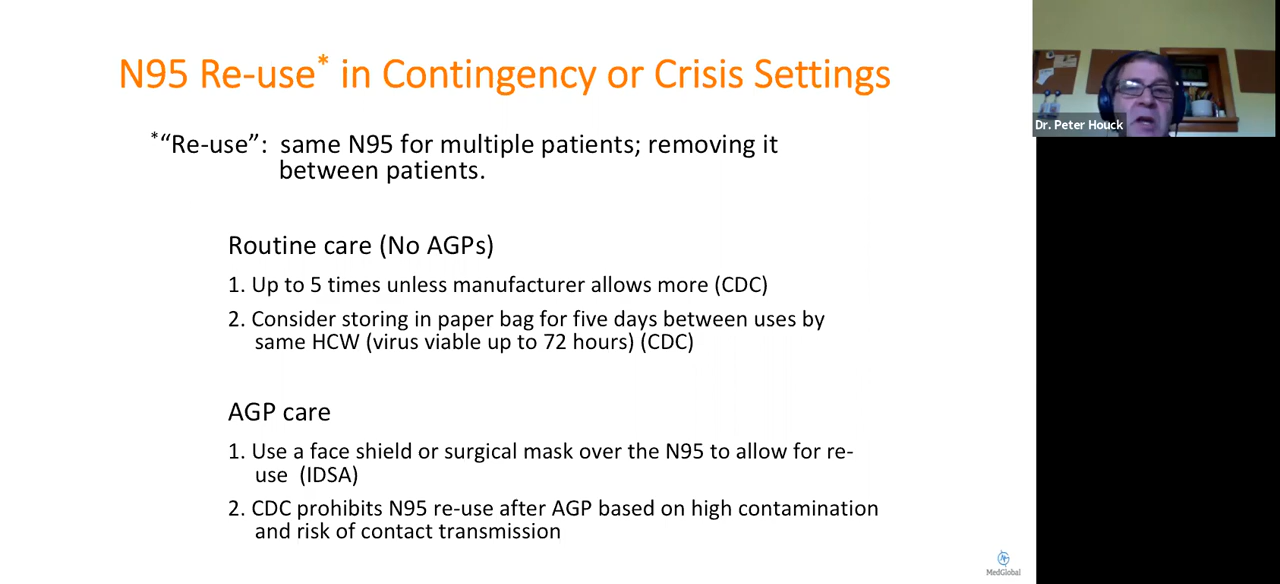 N95 Re-use* in Contingency or Crisis Settings
*“Re-use”: same N95 for multiple patients; removing it
between patients.
Routine care (No AGPs)
1. Up to 5 times unless manufacturer allows more (CDC)
2. Consider storing in paper bag for five days between uses by
same HCW (virus viable up to 72 hours) (CDC)
AGP care
1. Use a face shield or surgical mask over the N95 to allow for re-
use (IDSA)
2. CDC prohibits N95 re-use after AGP based on high contamination
and risk of contact transmission
MedGlobal
Dr. Peter Houck